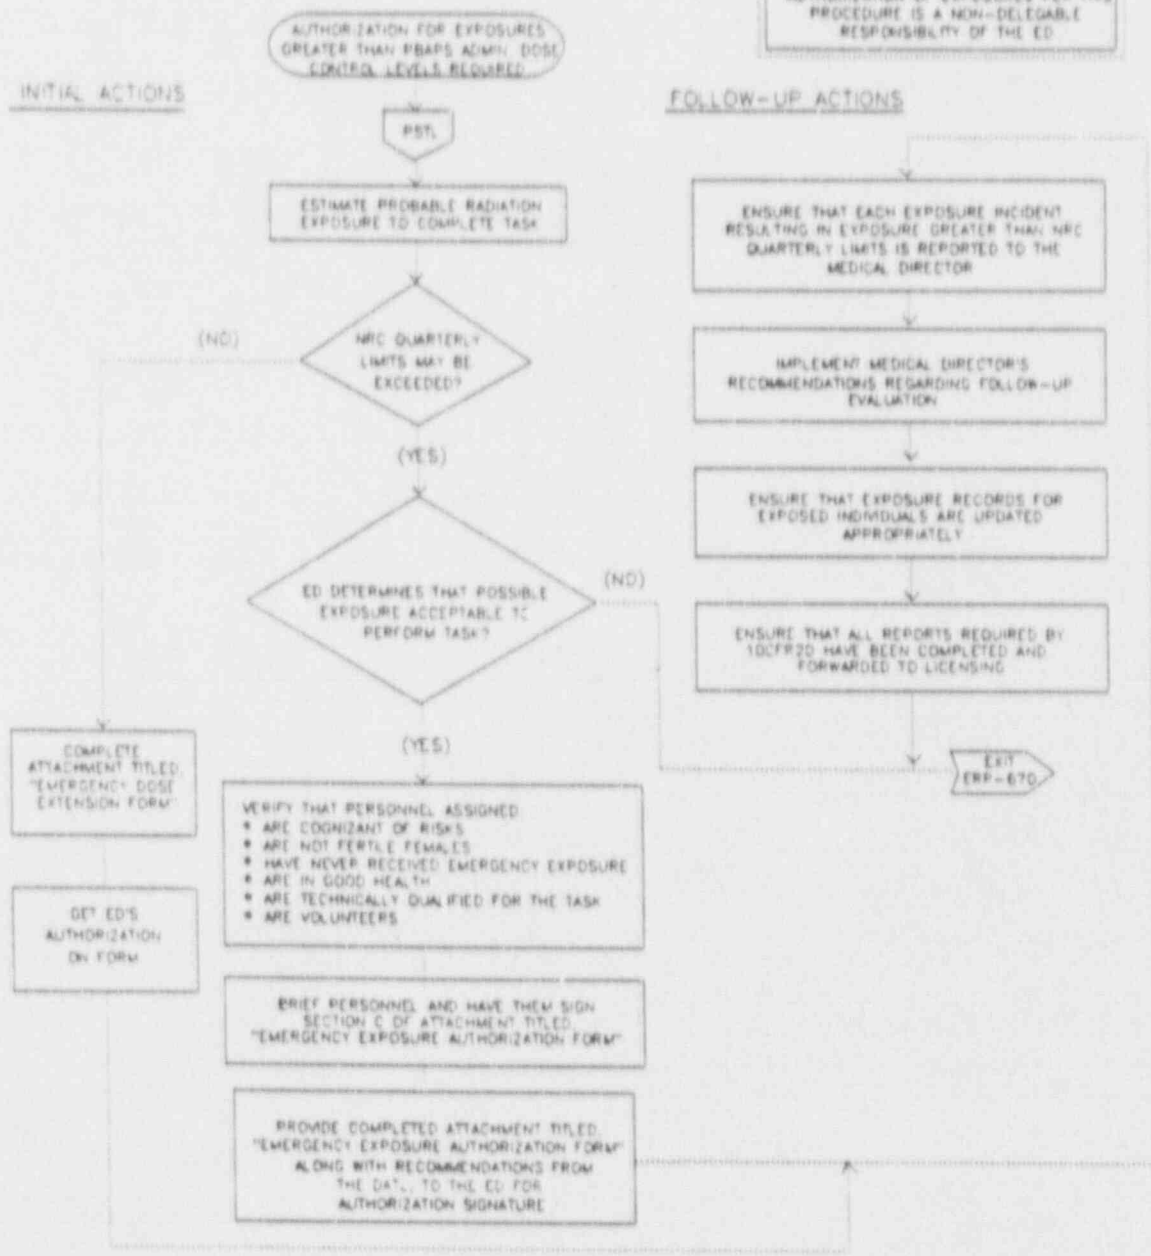 PROCEDURE IS A NON-DELEGABLE
RESPONSIBILITY OF THE ED
AUTHORIZATION FOR EXPOSURES
GREATER THAN PBAPS ADMIN. DOSE
CONTROL LEVELS REQUIRED
INITIAL ACTIONS
PSTL
ESTIMATE PROBABLE RADIATION
EXPOSURE TO COMPLETE TASK
NRC QUARTERLY
LIMITS MAY BE
EXCEEDED?
(NO)
(YES)
ED DETERMINES THAT POSSIBLE
EXPOSURE ACCEPTABLE TO
PERFORM TASK?
(NO)
(YES)
COMPLETE
ATTACHMENT TITLED,
"EMERGENCY DOSE
EXTENSION FORM"
GET ED'S
AUTHORIZATION
ON FORM
VERIFY THAT PERSONNEL ASSIGNED
* ARE COGNIZANT OF RISKS
* ARE NOT FERTILE FEMALES
* HAVE NEVER RECEIVED EMERGENCY EXPOSURE
* ARE IN GOOD HEALTH
* ARE TECHNICALLY QUALIFIED FOR THE TASK
* ARE VOLUNTEERS
BRIEF PERSONNEL AND HAVE THEM SIGN
SECTION C OF ATTACHMENT TITLED,
"EMERGENCY EXPOSURE AUTHORIZATION FORM"
PROVIDE COMPLETED ATTACHMENT TITLED,
"EMERGENCY EXPOSURE AUTHORIZATION FORM"
ALONG WITH RECOMMENDATIONS FROM
THE DATL, TO THE ED FOR
AUTHORIZATION SIGNATURE
FOLLOW-UP ACTIONS
ENSURE THAT EACH EXPOSURE INCIDENT
RESULTING IN EXPOSURE GREATER THAN NRC
QUARTERLY LIMITS IS REPORTED TO THE
MEDICAL DIRECTOR
IMPLEMENT MEDICAL DIRECTOR'S
RECOMMENDATIONS REGARDING FOLLOW-UP
EVALUATION
ENSURE THAT EXPOSURE RECORDS FOR
EXPOSED INDIVIDUALS ARE UPDATED
APPROPRIATELY
ENSURE THAT ALL REPORTS REQUIRED BY
10CFR20 HAVE BEEN COMPLETED AND
FORWARDED TO LICENSING
EXIT
ERP-670